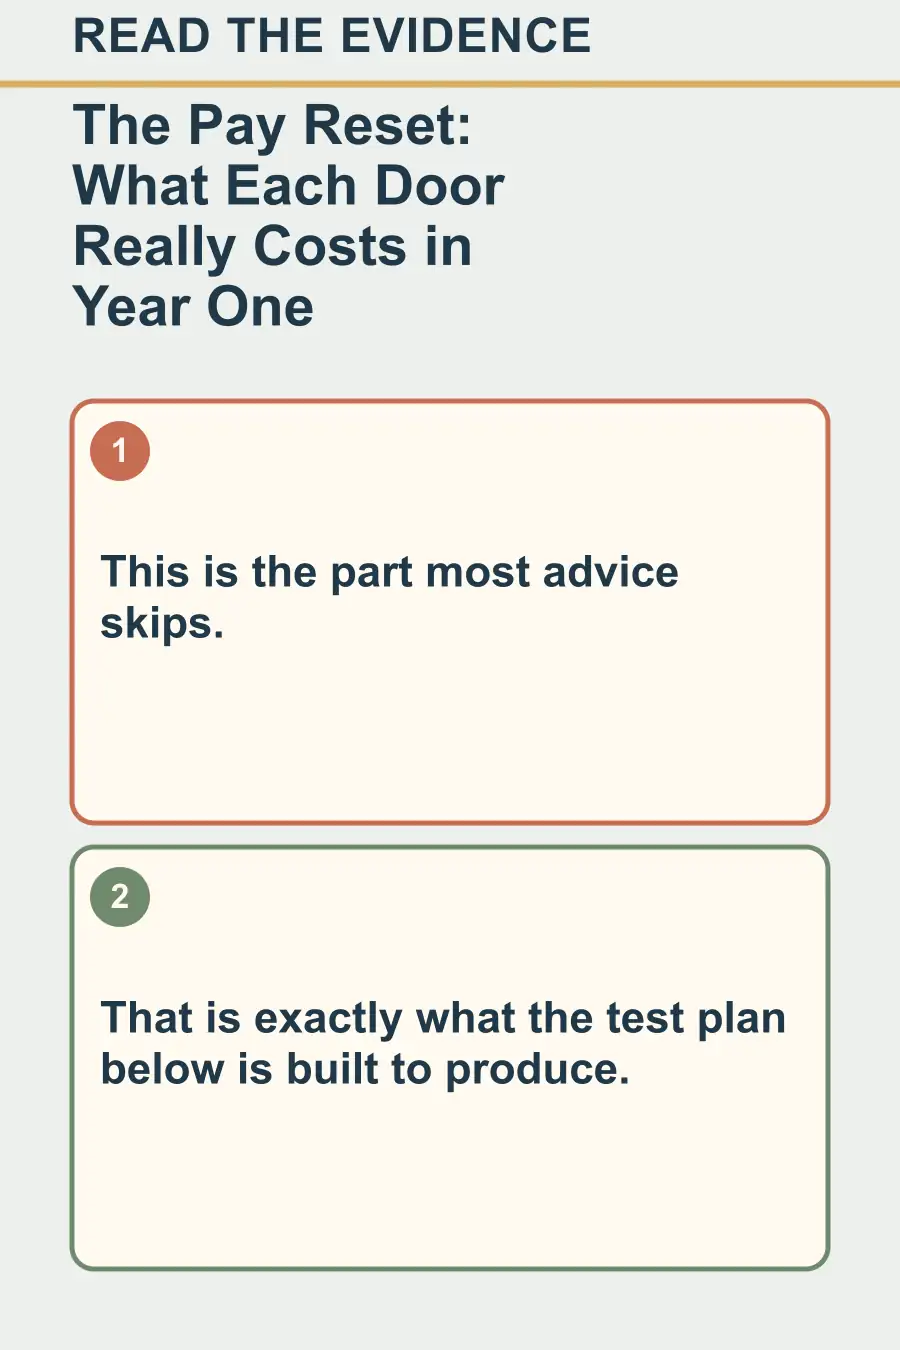 READ THE EVIDENCE
The Pay Reset:
What Each Door
Really Costs in
Year One
1
This is the part most advice
skips.
2
That is exactly what the test plan
below is built to produce.